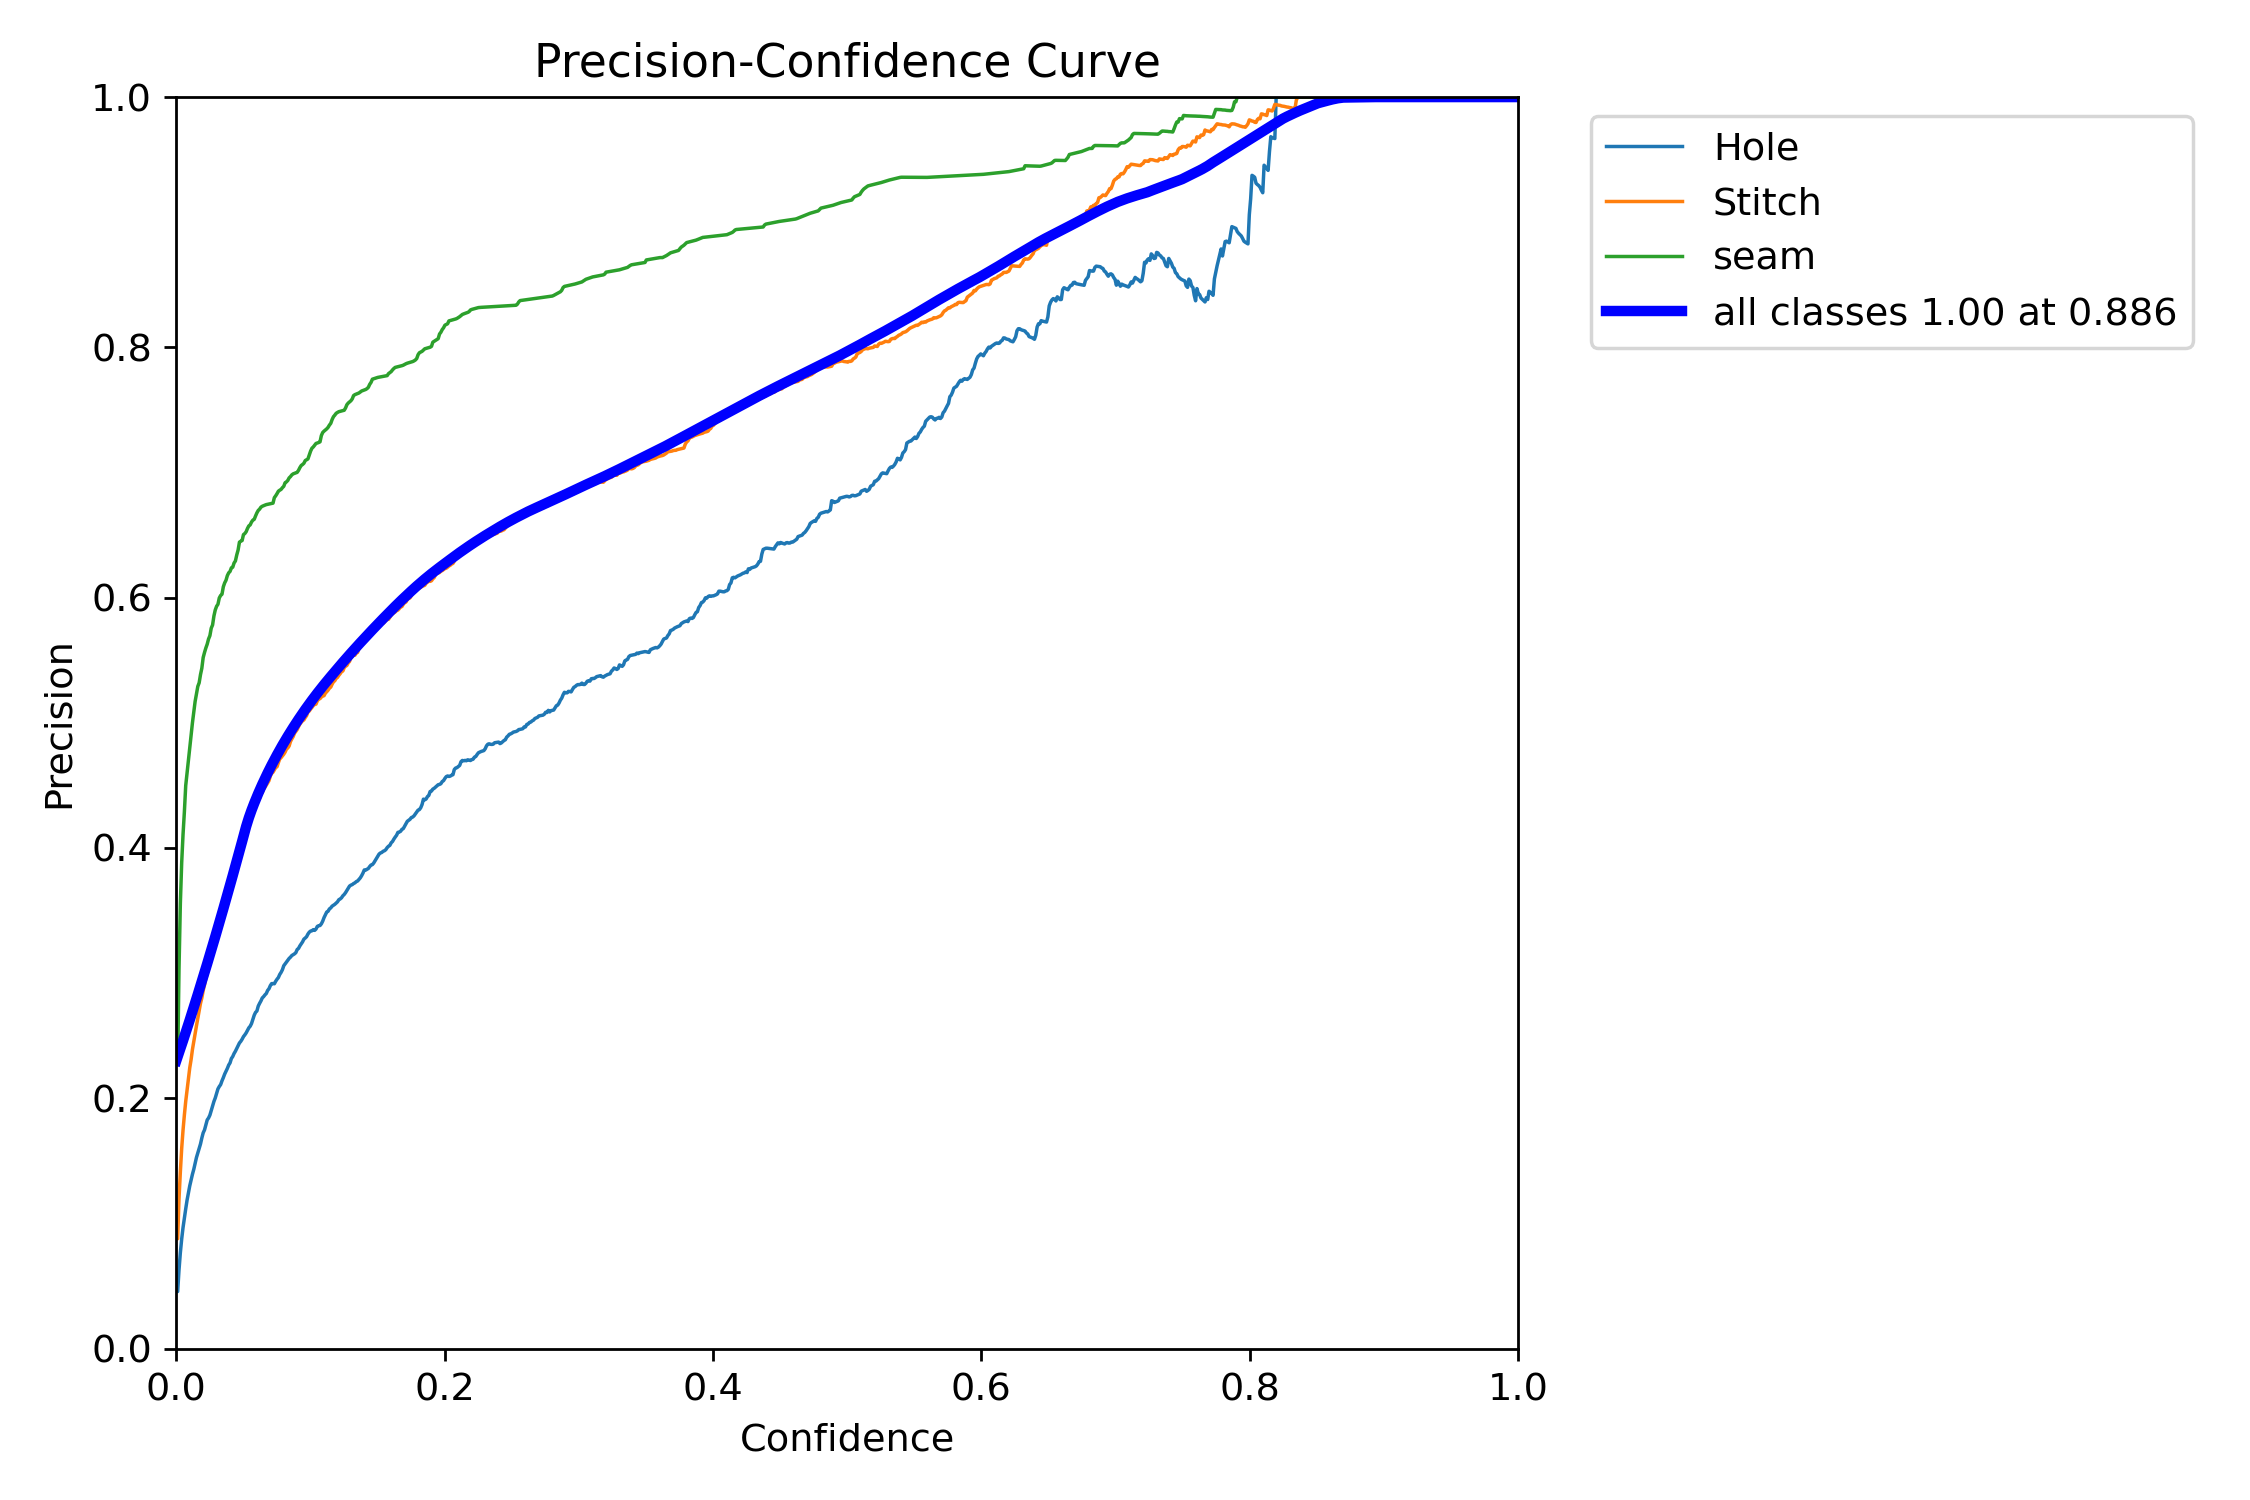 Precision-Confidence Curve
1.0
0.8
0.6
0.4
0.2
0.0
Precision
0.0 0.2 0.4 0.6 0.8 1.0
Confidence
Hole
Stitch
seam
all classes 1.00 at 0.886